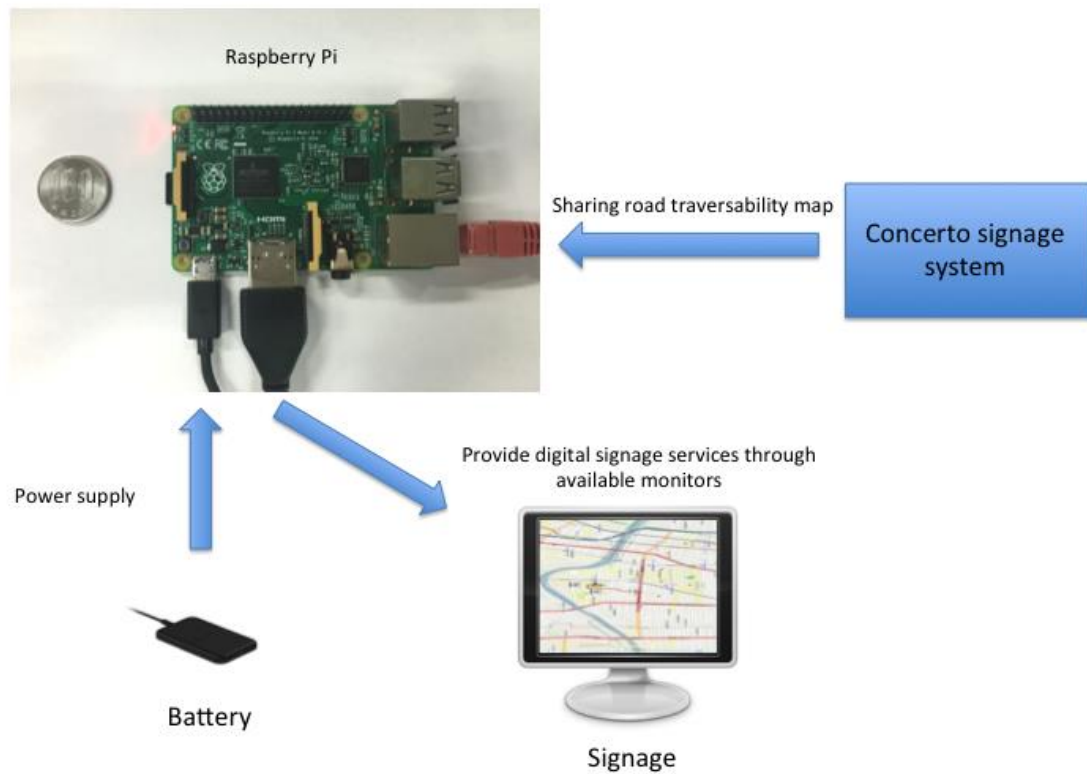 Raspberry Pi
HDMI
Sharing road traversability map
Concerto signage
system
Provide digital signage services through
available monitors
Power supply
Battery
Signage